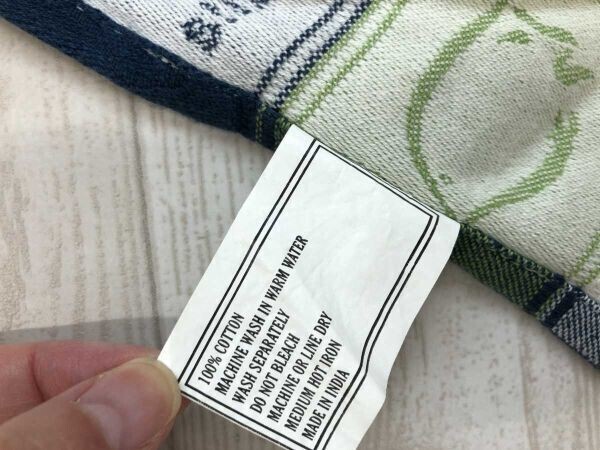 100% COTTON
MACHINE WASH IN WARM WATER
WASH SEPARATELY
DO NOT BLEACH
MACHINE OR LINE DRY
MEDIUM HOT IRON
MADE IN INDIA